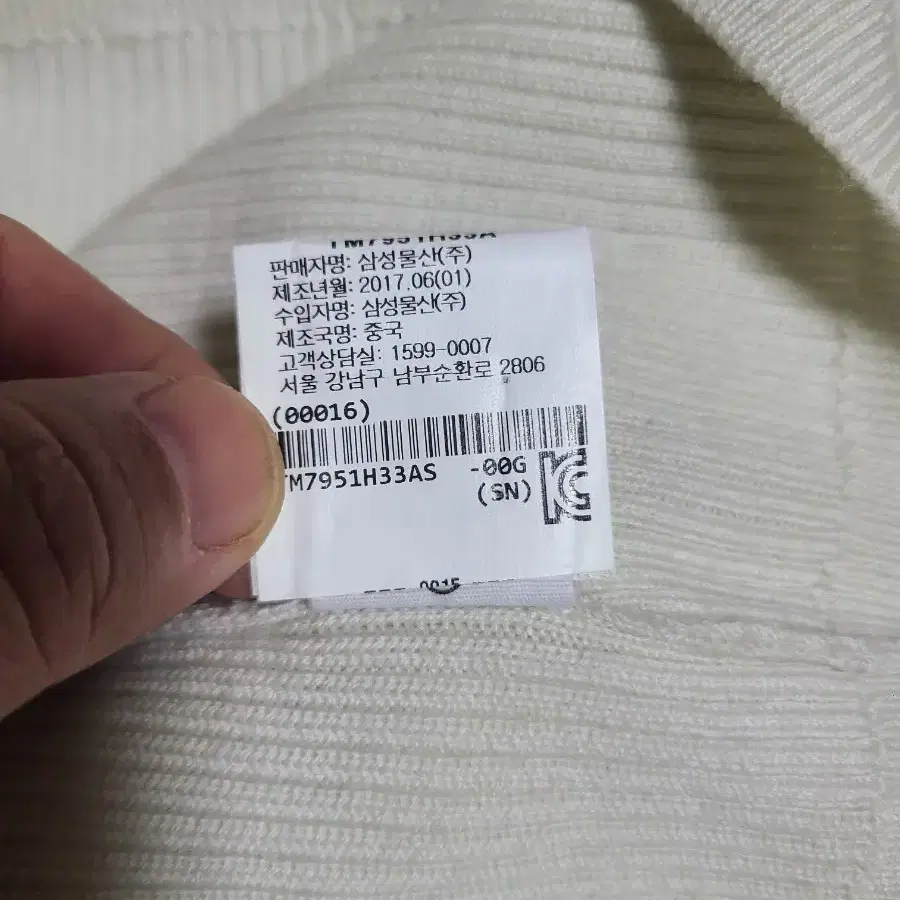 TM7951H33A
판매자명: 삼성물산(주)
제조년월: 2017.06(01)
수입자명: 삼성물산(주)
제조국명: 중국
고객상담실: 1599-0007
서울 강남구 남부순환로 2806
(00016)
TM7951H33AS -00G
(SN)